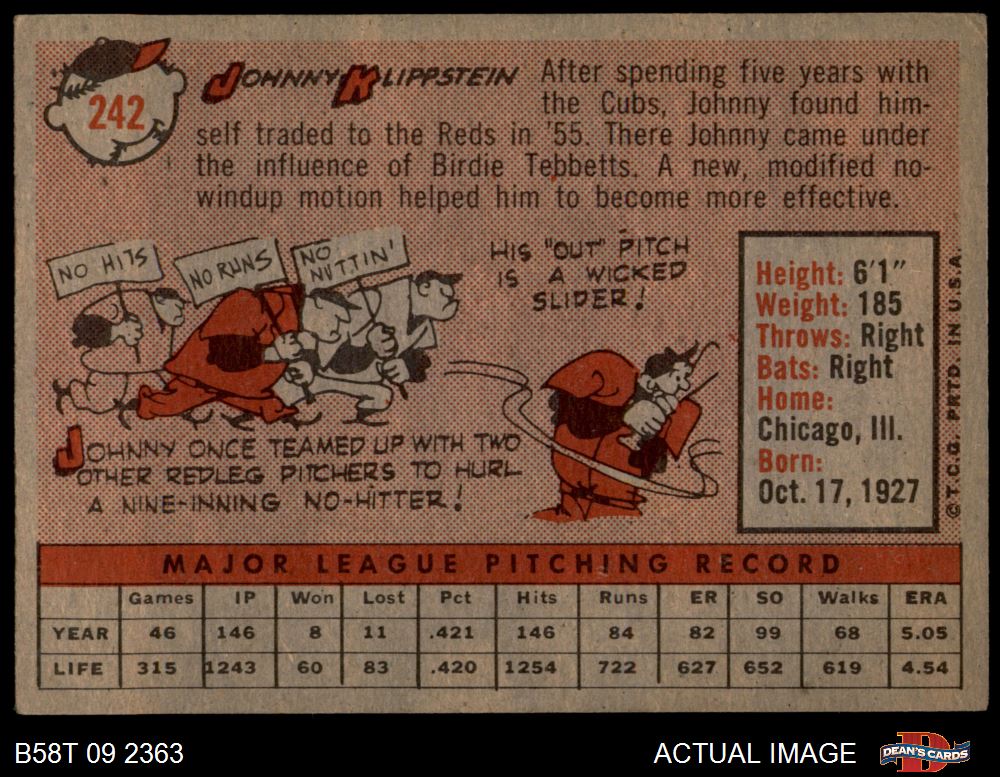 242
JOHNNY KLIPPSTEIN After spending five years with
the Cubs, Johnny found him-
self traded to the Reds in '55. There Johnny came under
the influence of Birdie Tebbetts. A new, modified no-
windup motion helped him to become more effective.
NO HITS
NO RUNS
NO
NUTTIN'
HIS "OUT" PITCH
IS A WICKED
SLIDER!
JOHNNY ONCE TEAMED UP WITH TWO
OTHER REDLEG PITCHERS TO HURL
A NINE-INNING NO-HITTER!
Height: 6'1"
Weight: 185
Throws: Right
Bats: Right
Home:
Chicago, Ill.
Born:
Oct. 17, 1927
© T.C.G. PRTD. IN U.S.A.
MAJOR LEAGUE PITCHING RECORD
Games IP Won Lost Pct Hits Runs ER SO Walks ERA
YEAR 46 146 8 11 .421 146 84 82 99 68 5.05
LIFE 315 1243 60 83 .420 1254 722 627 652 619 4.54
B58T 09 2363
ACTUAL IMAGE
D
DEAN'S CARDS